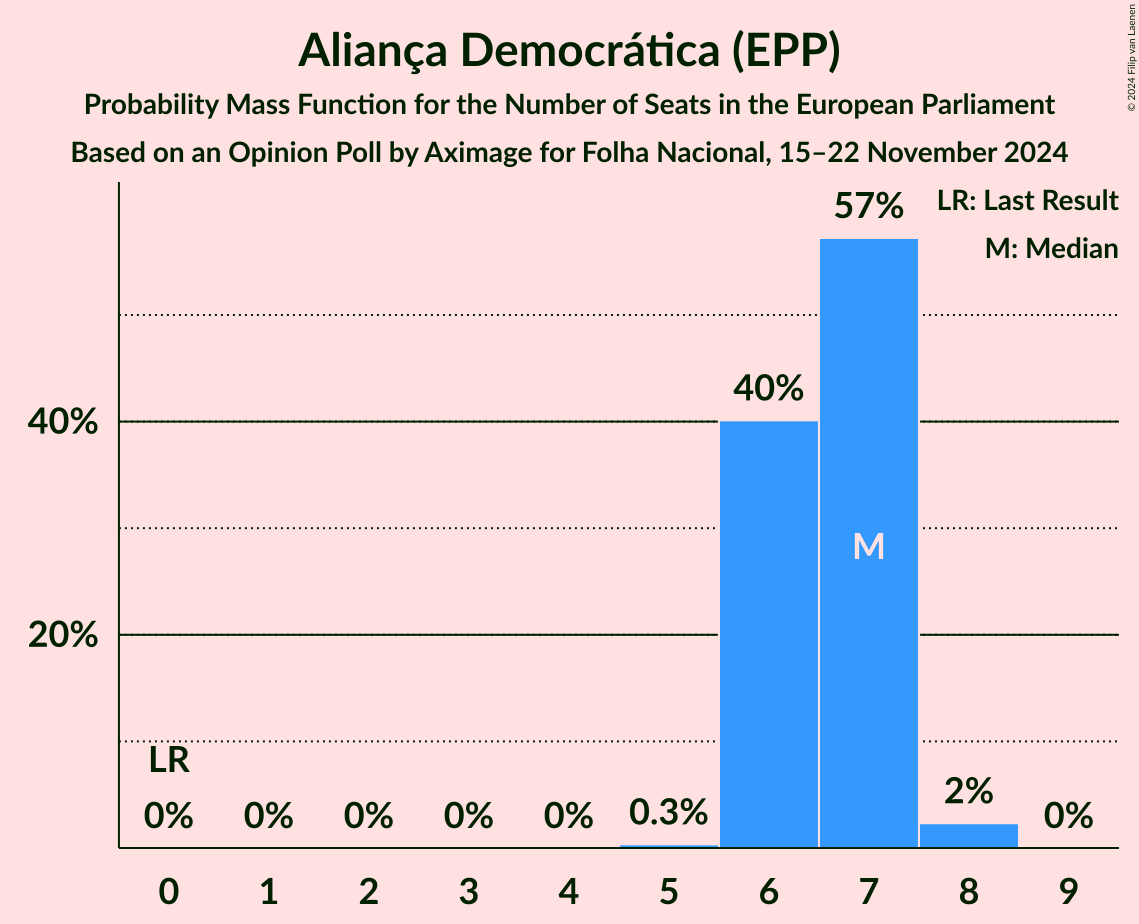 Aliança Democrática (EPP)
Probability Mass Function for the Number of Seats in the European Parliament
Based on an Opinion Poll by Aximage for Folha Nacional, 15–22 November 2024
© 2024 Filip van Laenen
LR: Last Result
M: Median
57%
40%
40%
M
20%
LR
0% 0% 0% 0% 0% 0.3% 2% 0%
0 1 2 3 4 5 6 7 8 9